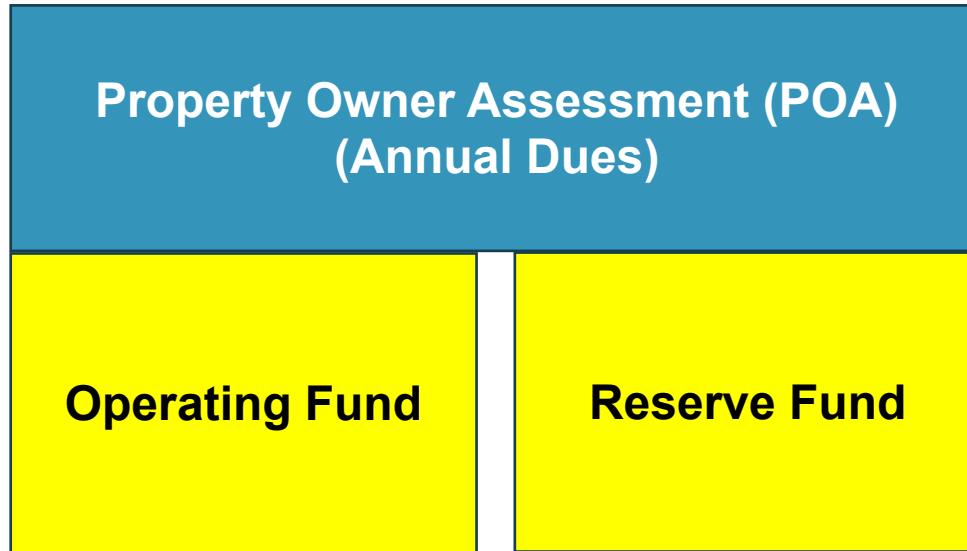 Property Owner Assessment (POA)
(Annual Dues)
Operating Fund
Reserve Fund